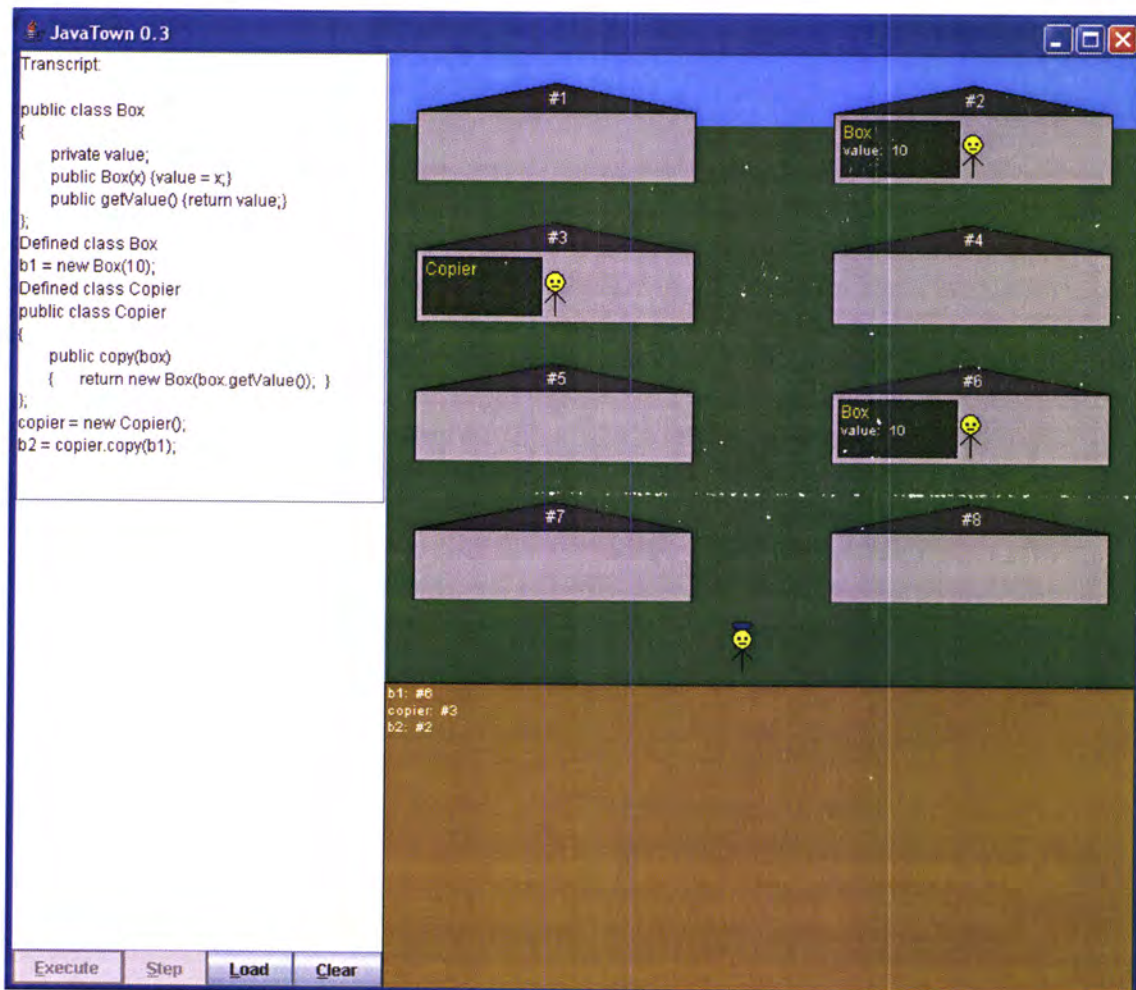 JavaTown 0.3
Transcript:
public class Box
{
private value;
public Box(x) {value = x;}
public getValue() {return value;}
};
Defined class Box
b1 = new Box(10);
Defined class Copier
public class Copier
{
public copy(box)
{ return new Box(box.getValue()); }
};
copier = new Copier();
b2 = copier.copy(b1);
#1
#2
Box
value: 10
#3
Copier
#4
#5
#6
Box
value: 10
#7
#8
b1: #6
copier: #3
b2: #2
Execute Step Load Clear